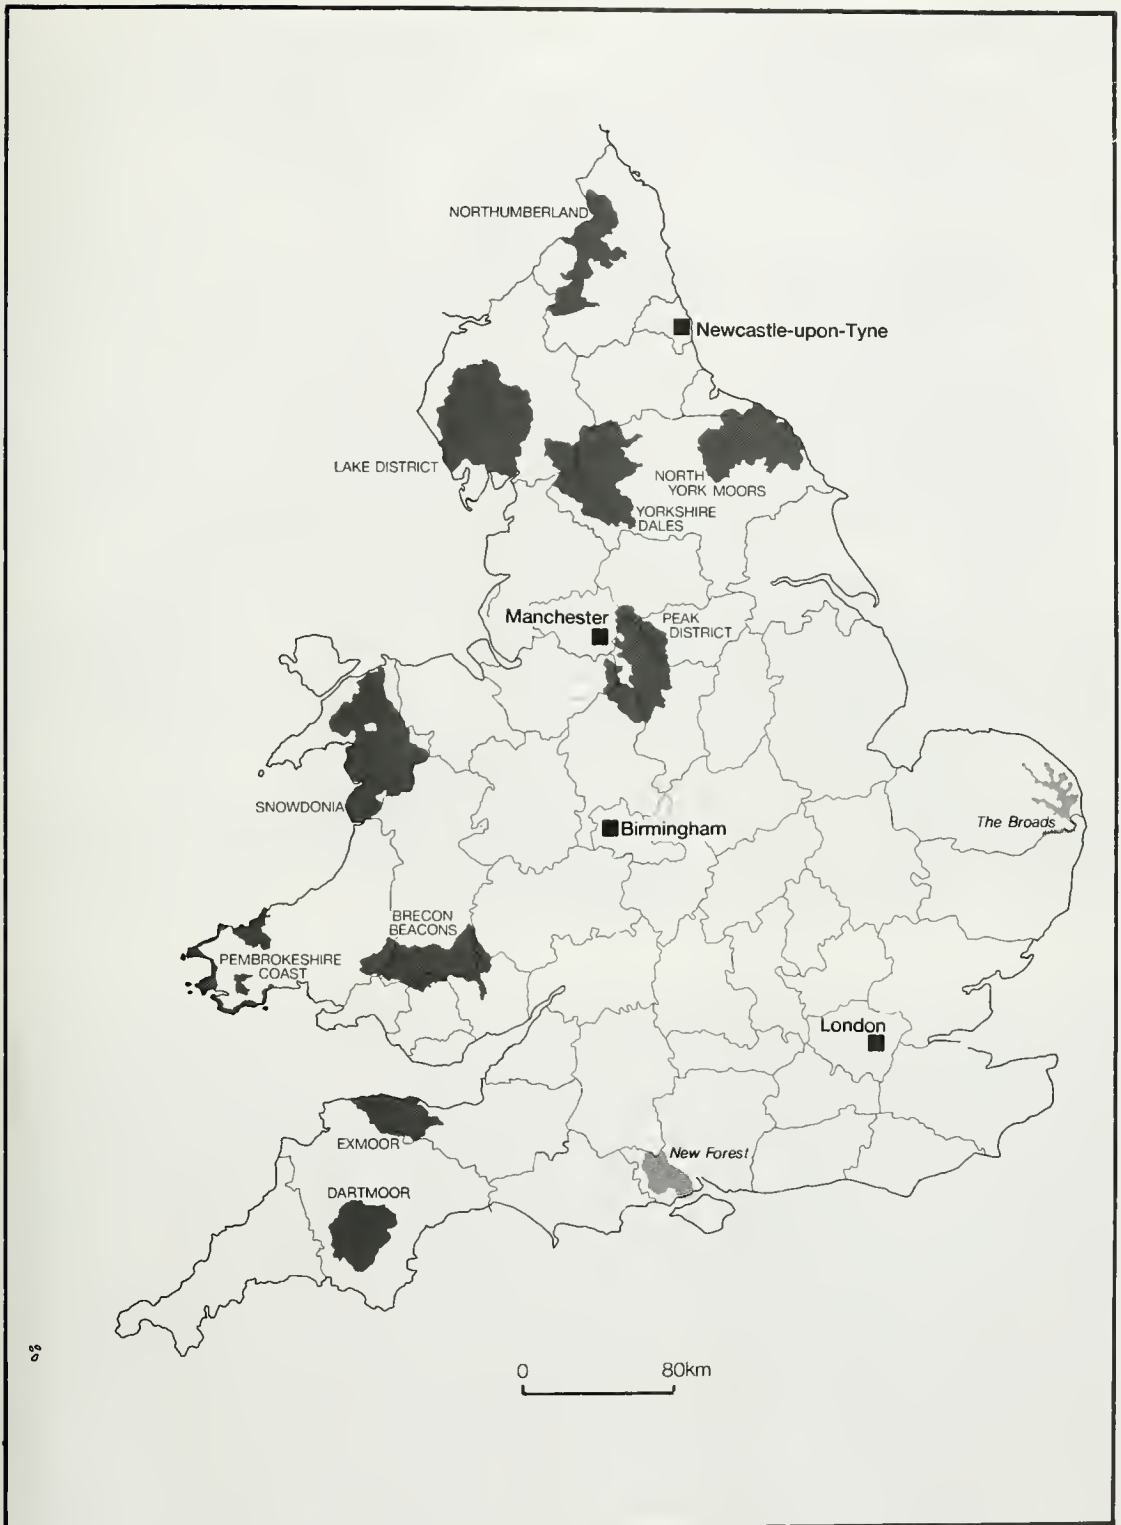 NORTHUMBERLAND
Newcastle-upon-Tyne
LAKE DISTRICT
NORTH
YORK MOORS
YORKSHIRE
DALES
Manchester
PEAK
DISTRICT
SNOWDONIA
The Broads
Birmingham
BRECON
BEACONS
PEMBROKESHIRE
COAST
London
EXMOOR
New Forest
DARTMOOR
0 80km